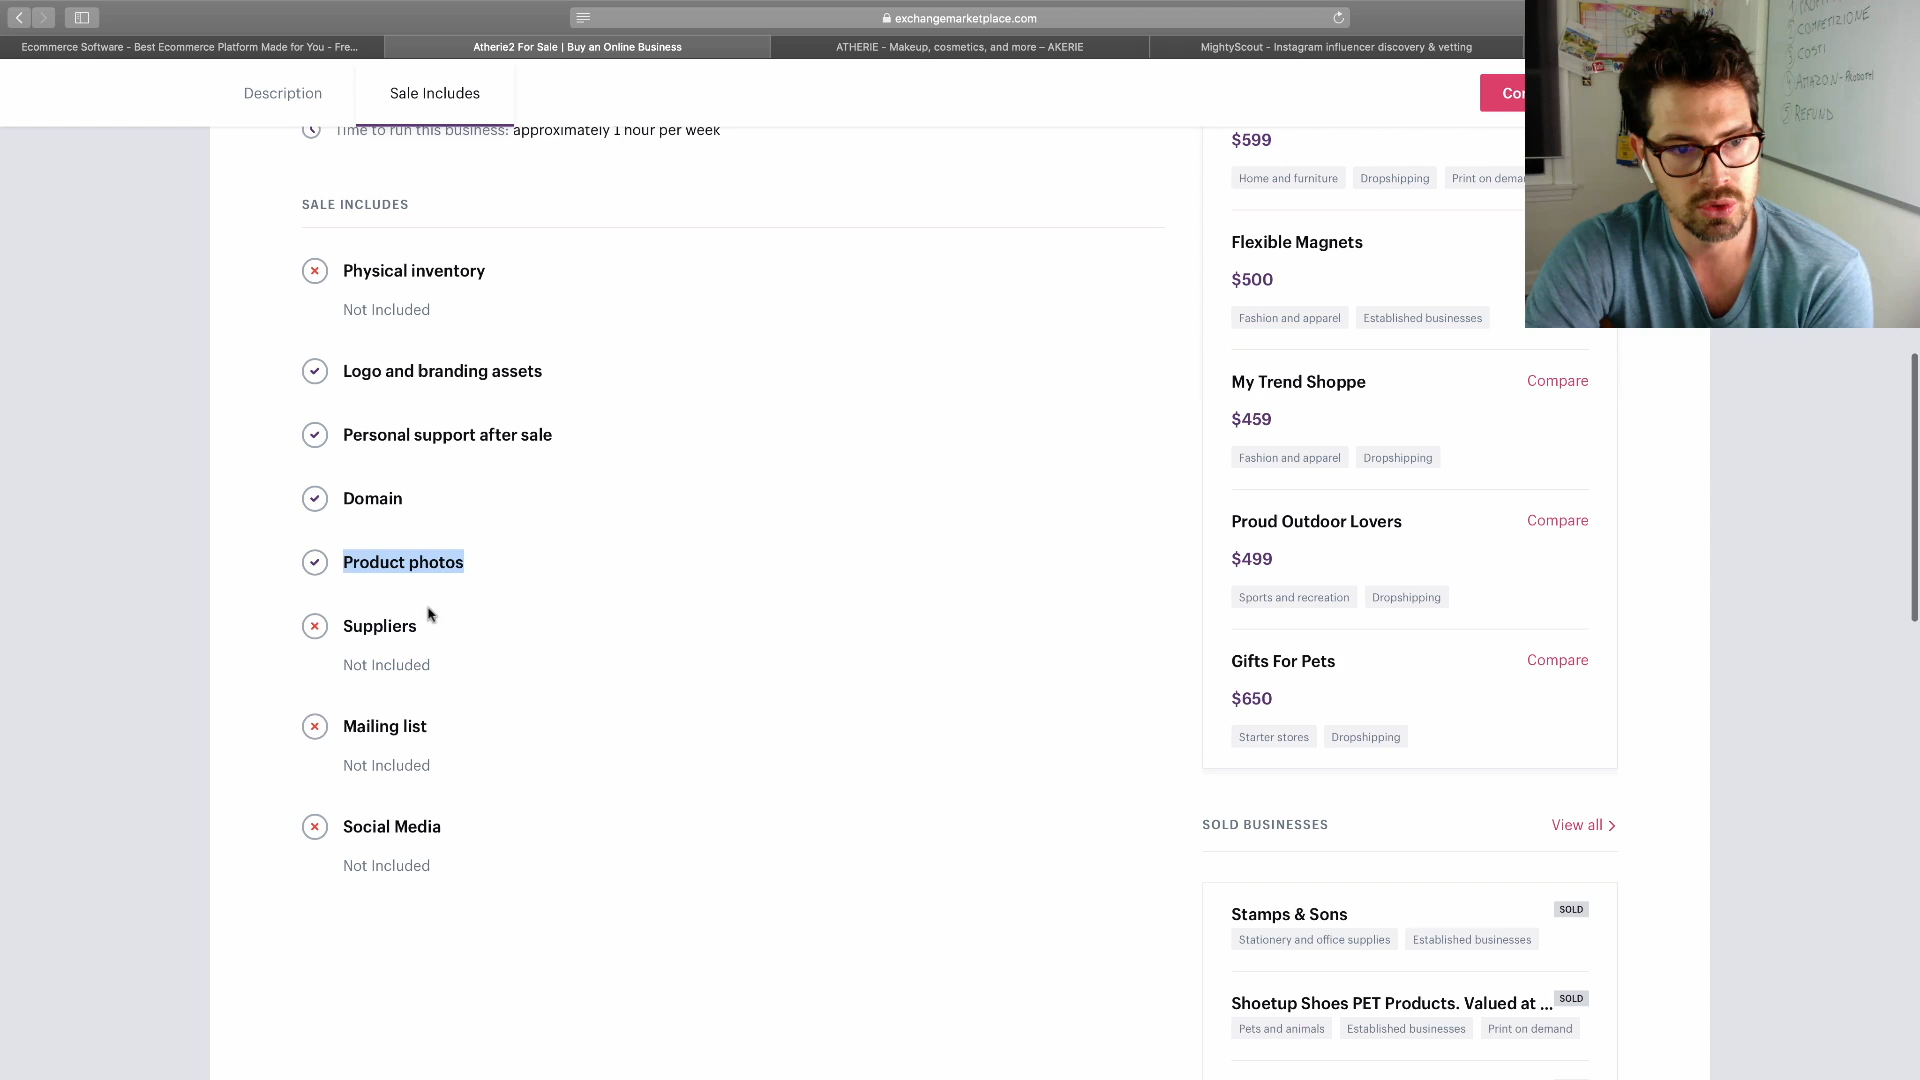 exchangemarketplace.com
Ecommerce Software - Best Ecommerce Platform Made for You - Fre...
Atherie2 For Sale | Buy an Online Business
ATHERIE - Makeup, cosmetics, and more – AKERIE
MightyScout - Instagram influencer discovery & vetting
Description
Sale Includes
Time to run this business: approximately 1 hour per week
SALE INCLUDES
Physical inventory
Not Included
Logo and branding assets
Personal support after sale
Domain
Product photos
Suppliers
Not Included
Mailing list
Not Included
Social Media
Not Included
$599
Home and furniture
Dropshipping
Flexible Magnets
$500
Fashion and apparel
Established businesses
My Trend Shoppe
Compare
$459
Fashion and apparel
Dropshipping
Proud Outdoor Lovers
Compare
$499
Sports and recreation
Dropshipping
Gifts For Pets
Compare
$650
Starter stores
Dropshipping
SOLD BUSINESSES
View all
Stamps & Sons
SOLD
Stationery and office supplies
Established businesses
Shoetup Shoes PET Products. Valued at ...
SOLD
Pets and animals
Established businesses
Print on demand
COMPETIZIONE
COSTI
AMAZON - PRODOTTI
REFUND